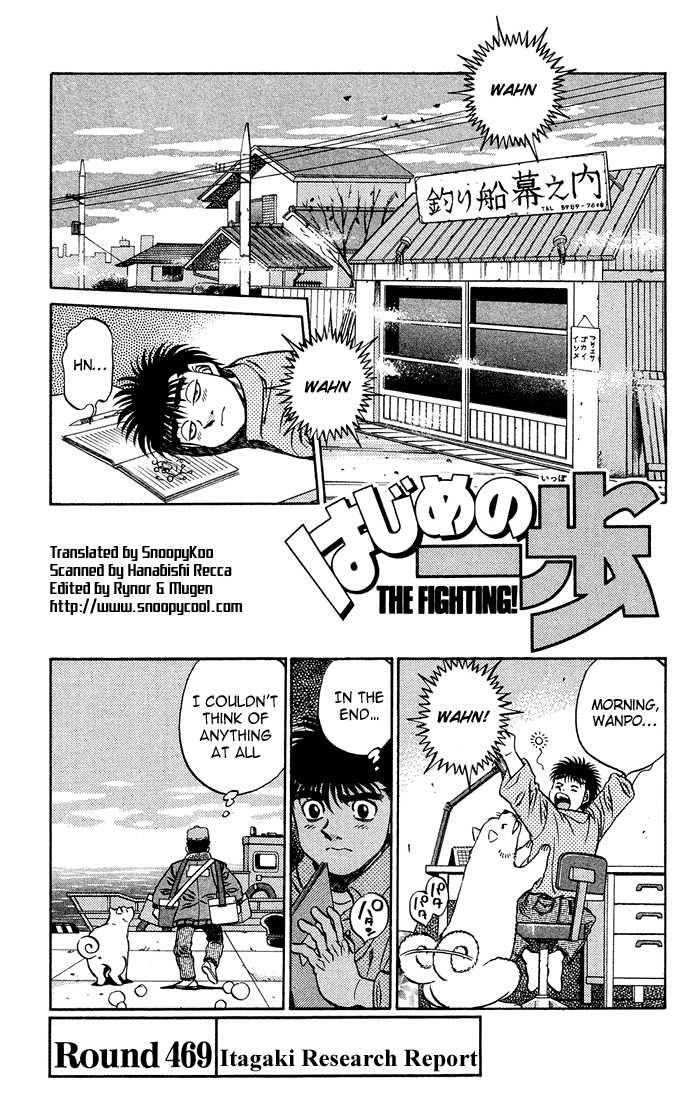 WAHN
釣り船 幕之内
TEL
HN...
WAHN
いっぽ
はじめの一歩
THE FIGHTING!
Translated by SnoopyKoo
Scanned by Hanabishi Recca
Edited by Rynor & Mugen
http://www.snoopycool.com
MORNING,
WANPO...
WAHN!
IN THE
END...
I COULDN'T
THINK OF
ANYTHING
AT ALL
パタ
パタ
パタ
Round 469
Itagaki Research Report